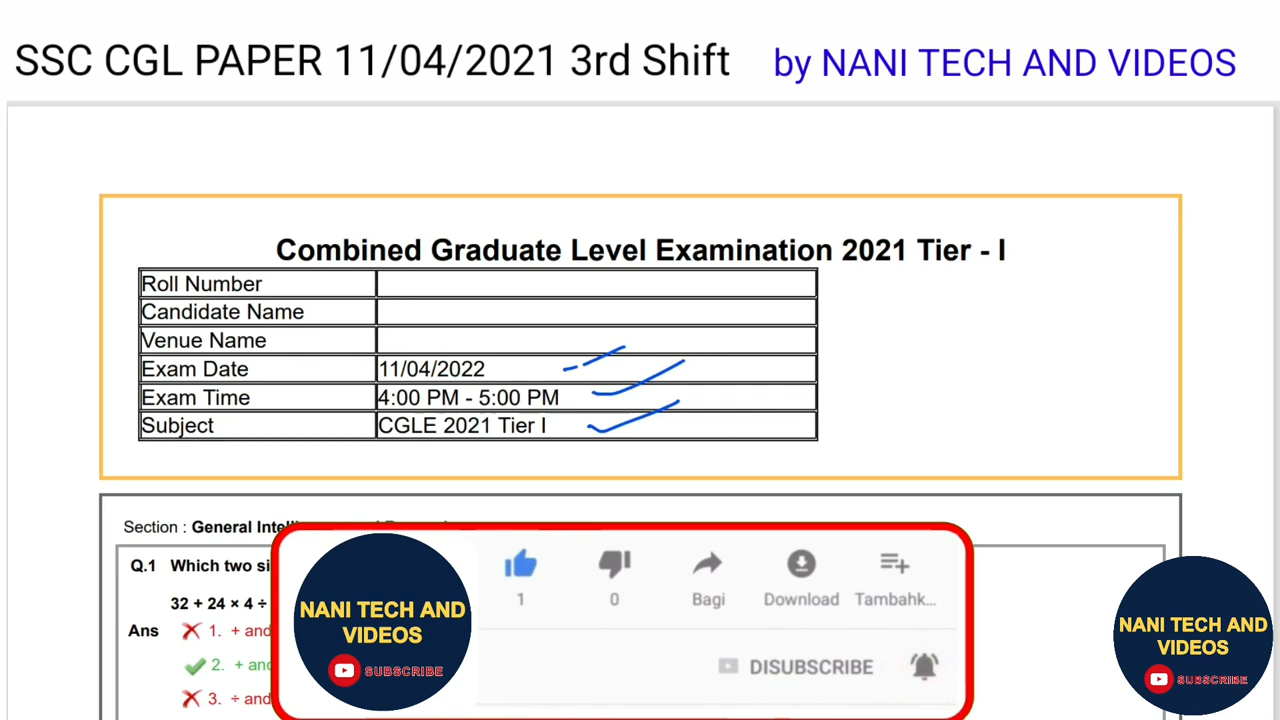 SSC CGL PAPER 11/04/2021 3rd Shift by NANI TECH AND VIDEOS
Combined Graduate Level Examination 2021 Tier - I
Roll Number
Candidate Name
Venue Name
Exam Date 11/04/2022
Exam Time 4:00 PM - 5:00 PM
Subject CGLE 2021 Tier I
Section : General
Q.1 Which two
32 + 24 × 4 ÷
Ans 1. + and
2. + and
3. ÷ and
NANI TECH AND
VIDEOS
SUBSCRIBE
1 0 Bagi Download Tambahk...
DISUBSCRIBE
NANI TECH AND
VIDEOS
SUBSCRIBE